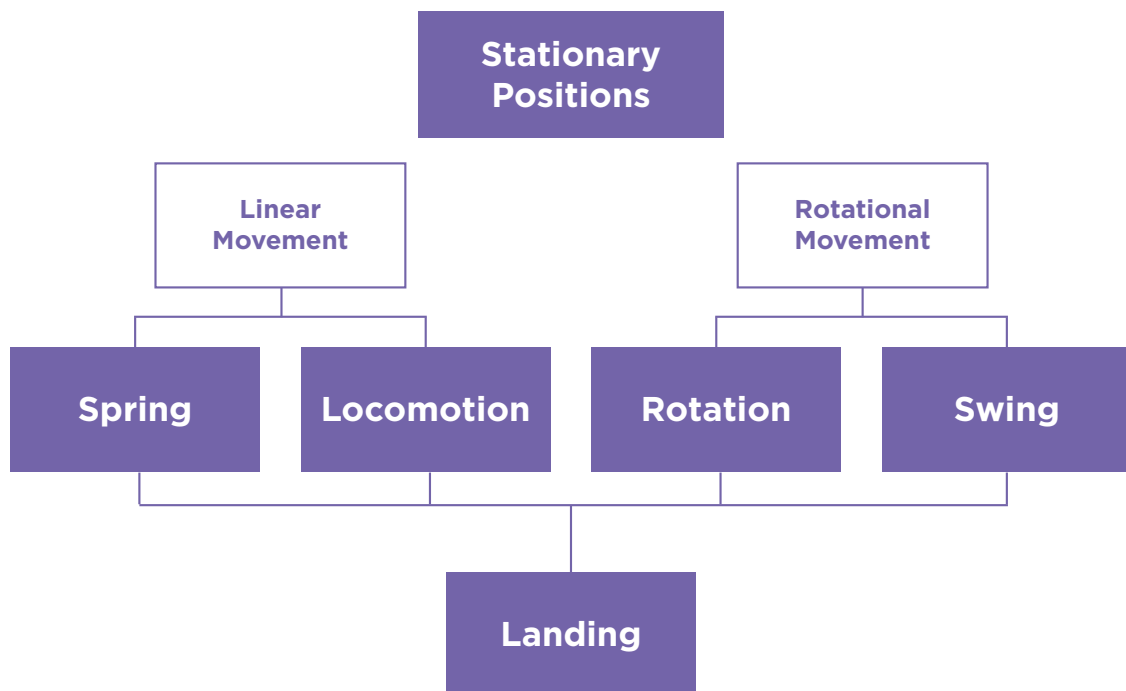 Stationary
Positions
Linear
Movement
Rotational
Movement
Spring
Locomotion
Rotation
Swing
Landing